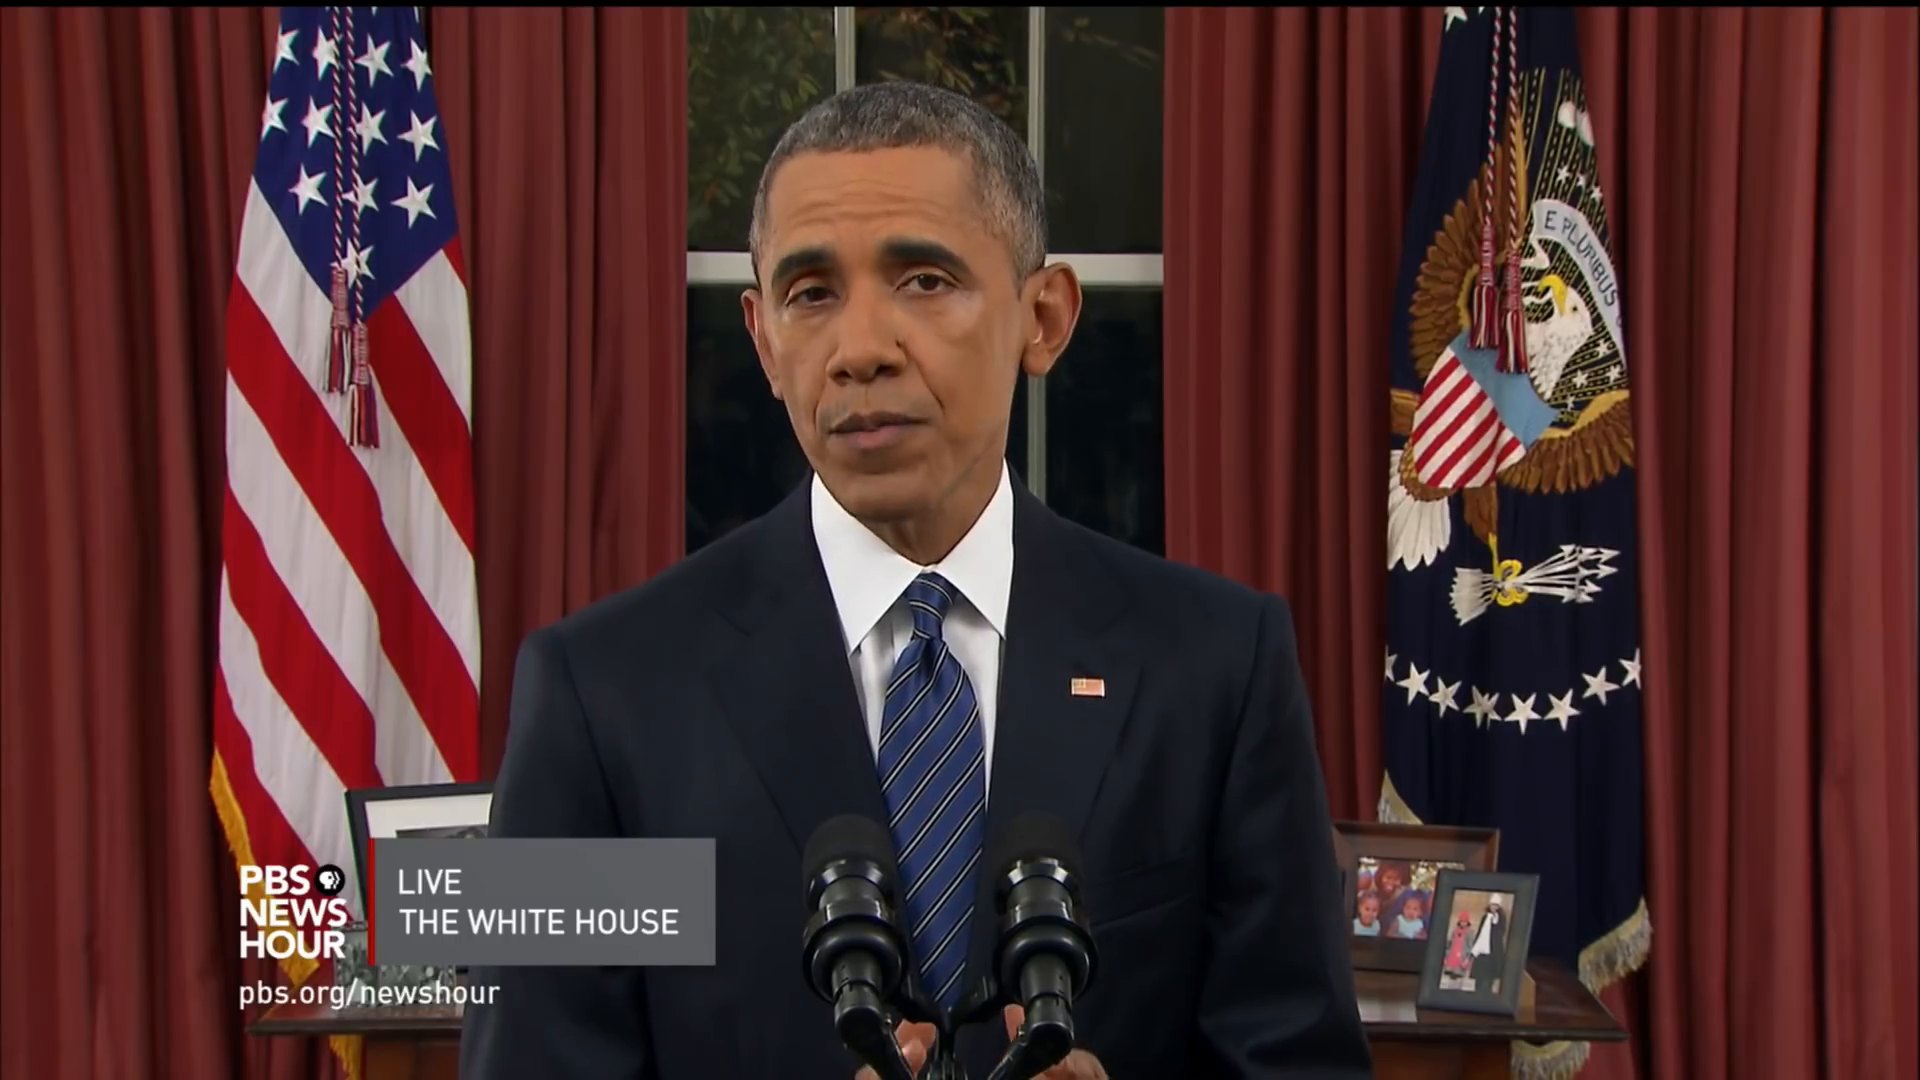 E PLURIBUS
PBS
NEWS
HOUR
LIVE
THE WHITE HOUSE
pbs.org/newshour